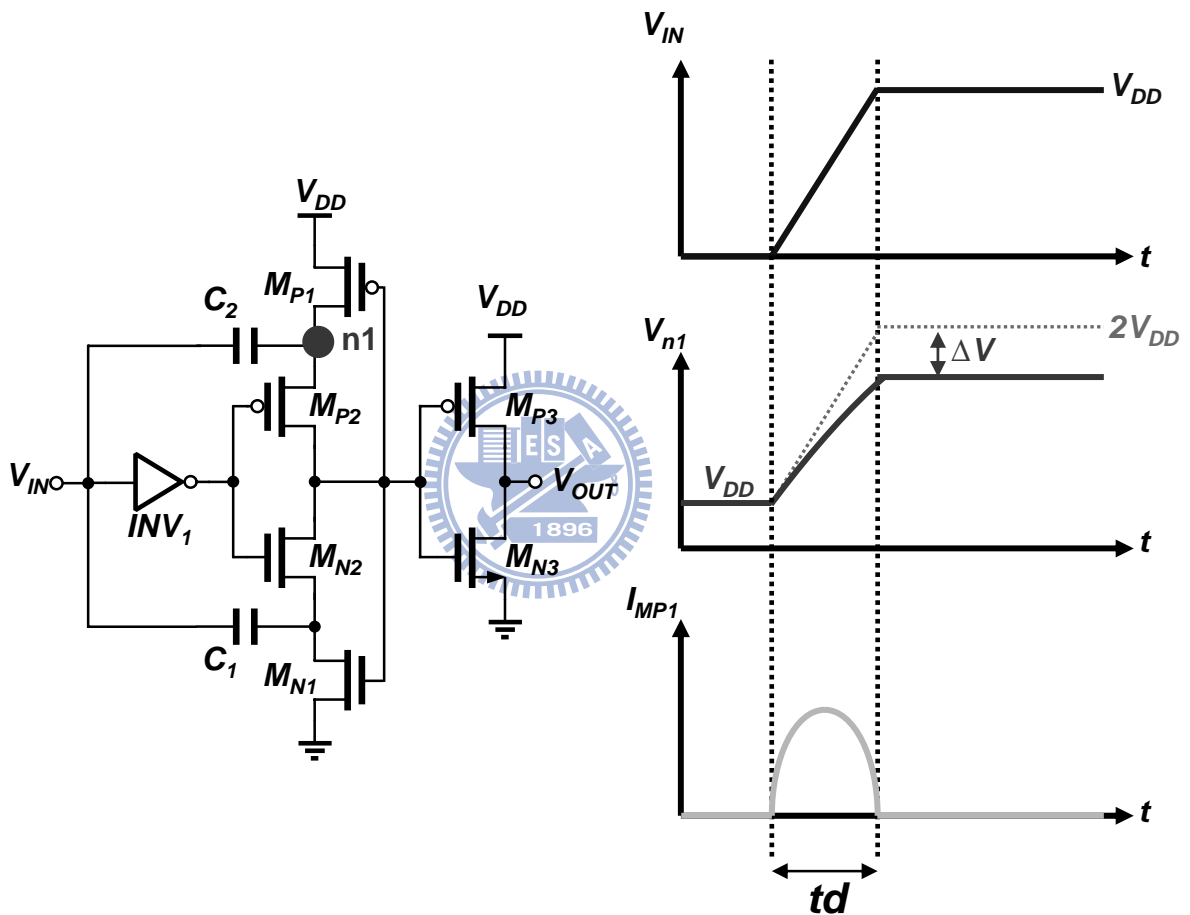 V_IN
V_DD
t
V_n1
2V_DD
ΔV
V_DD
t
I_MP1
t
td
V_DD
M_P1
C_2
n1
V_DD
M_P2
M_P3
V_IN
INV_1
V_OUT
M_N2
M_N3
C_1
M_N1
E S A
1896